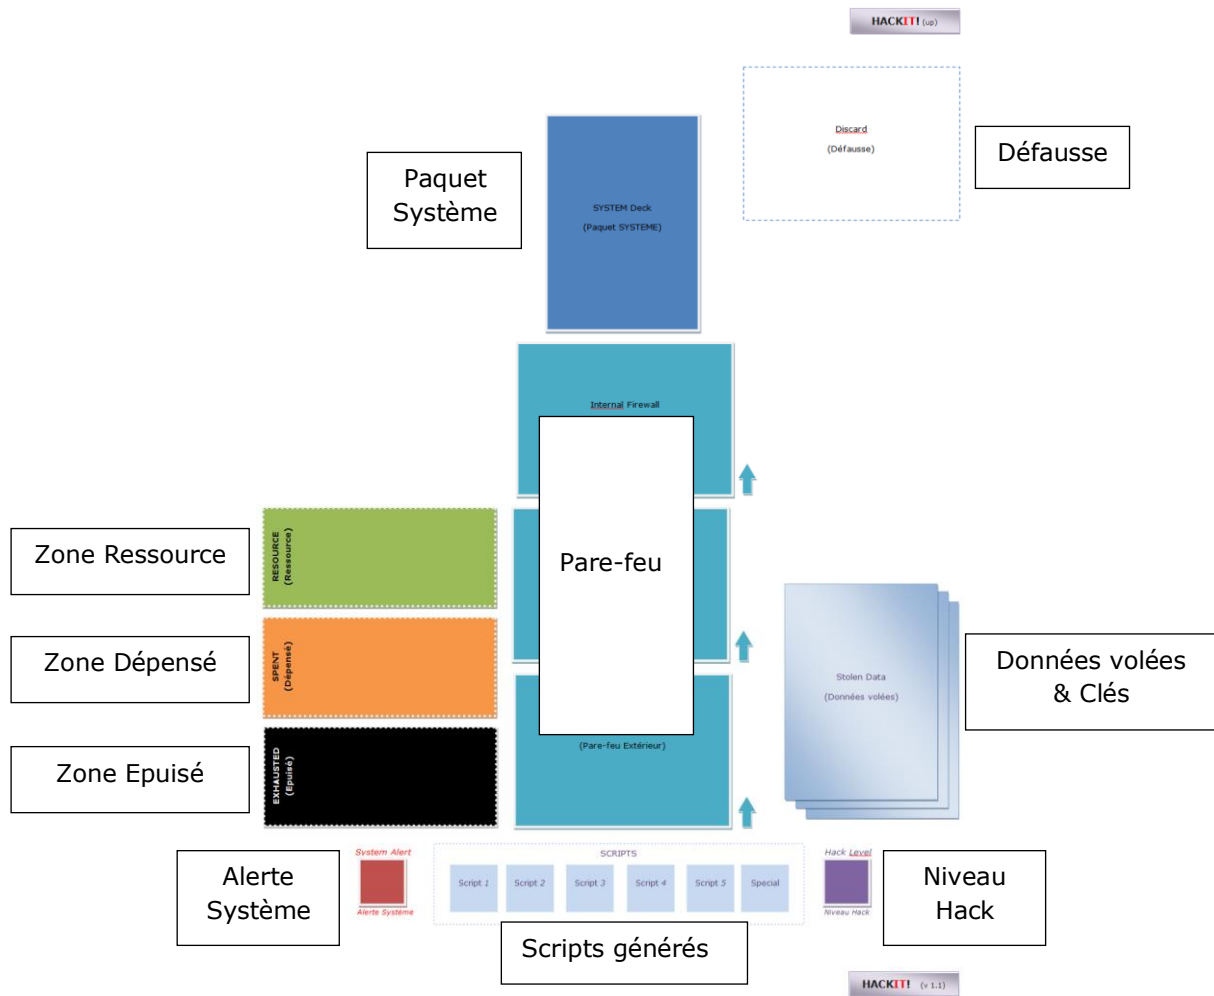 HACKIT! (up)
Discard
(Défausse)
Défausse
Paquet
Système
SYSTEM Deck
(Paquet SYSTEME)
Internal Firewall
Zone Ressource
RESOURCE
(Ressource)
Pare-feu
Zone Dépensé
SPENT
(Dépensé)
Stolen Data
(Données volées)
Données volées
& Clés
Zone Epuisé
EXHAUSTED
(Epuisé)
(Pare-feu Extérieur)
Alerte
Système
System Alert
Alerte Système
SCRIPTS
Script 1
Script 2
Script 3
Script 4
Script 5
Special
Hack Level
Niveau Hack
Niveau
Hack
Scripts générés
HACKIT! (v 1.1)